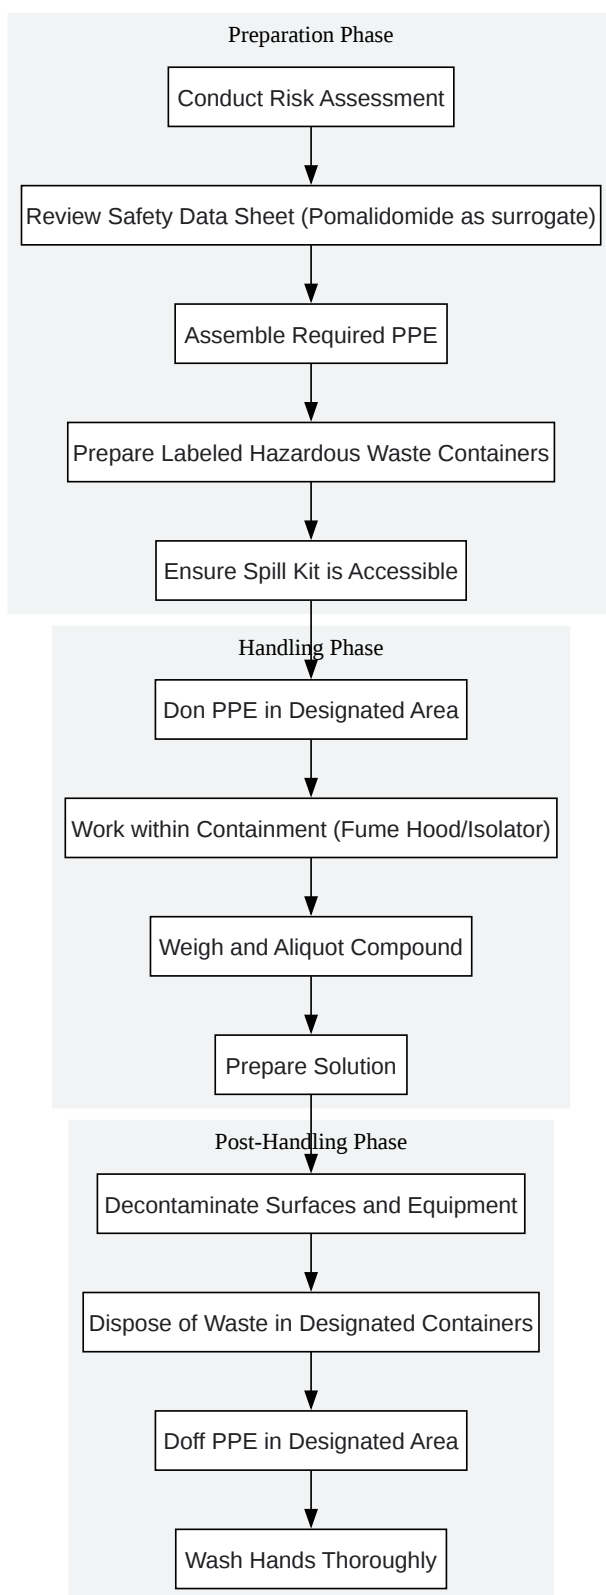 Preparation Phase
Conduct Risk Assessment
Review Safety Data Sheet (Pomalidomide as surrogate)
Assemble Required PPE
Prepare Labeled Hazardous Waste Containers
Ensure Spill Kit is Accessible
Handling Phase
Don PPE in Designated Area
Work within Containment (Fume Hood/Isolator)
Weigh and Aliquot Compound
Prepare Solution
Post-Handling Phase
Decontaminate Surfaces and Equipment
Dispose of Waste in Designated Containers
Doff PPE in Designated Area
Wash Hands Thoroughly